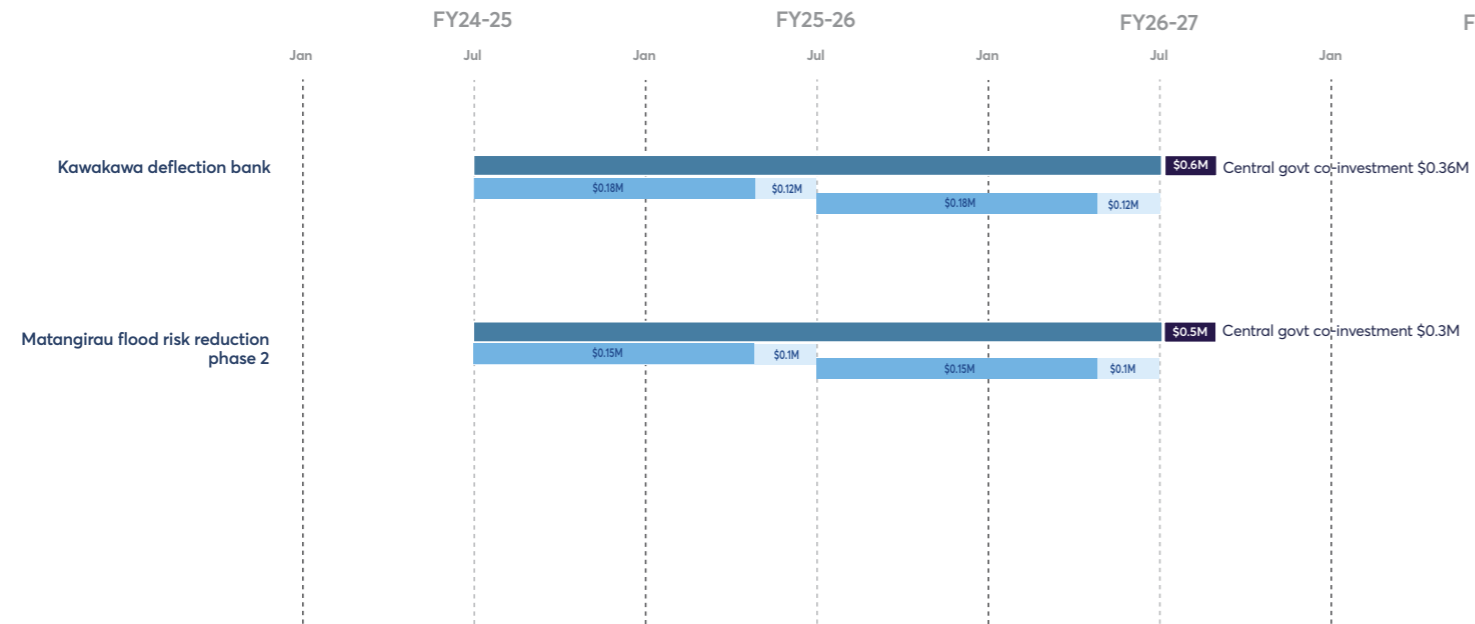 FY24-25 FY25-26 FY26-27 F
Jan Jul Jan Jul Jan Jul Jan
Kawakawa deflection bank
$0.6M Central govt co-investment $0.36M
$0.18M $0.12M
$0.18M $0.12M
Matangirau flood risk reduction
phase 2
$0.5M Central govt co-investment $0.3M
$0.15M $0.1M
$0.15M $0.1M